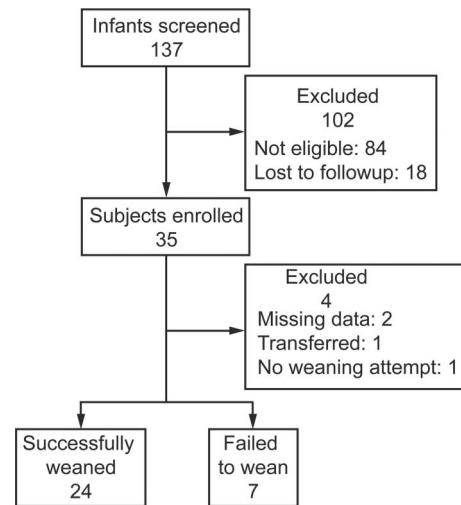 Infants screened
137
Excluded
102
Not eligible: 84
Lost to followup: 18
Subjects enrolled
35
Excluded
4
Missing data: 2
Transferred: 1
No weaning attempt: 1
Successfully
weaned
24
Failed
to wean
7